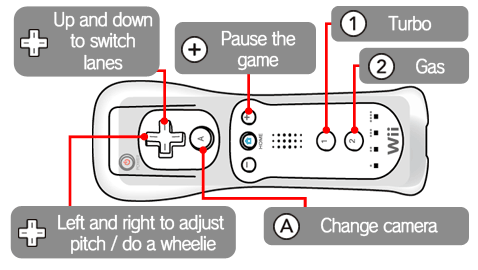 Up and down
to switch
lanes
+ Pause the
game
1 Turbo
2 Gas
+
A
HOME
−
1
2
Wii
Left and right to adjust
pitch / do a wheelie
A Change camera